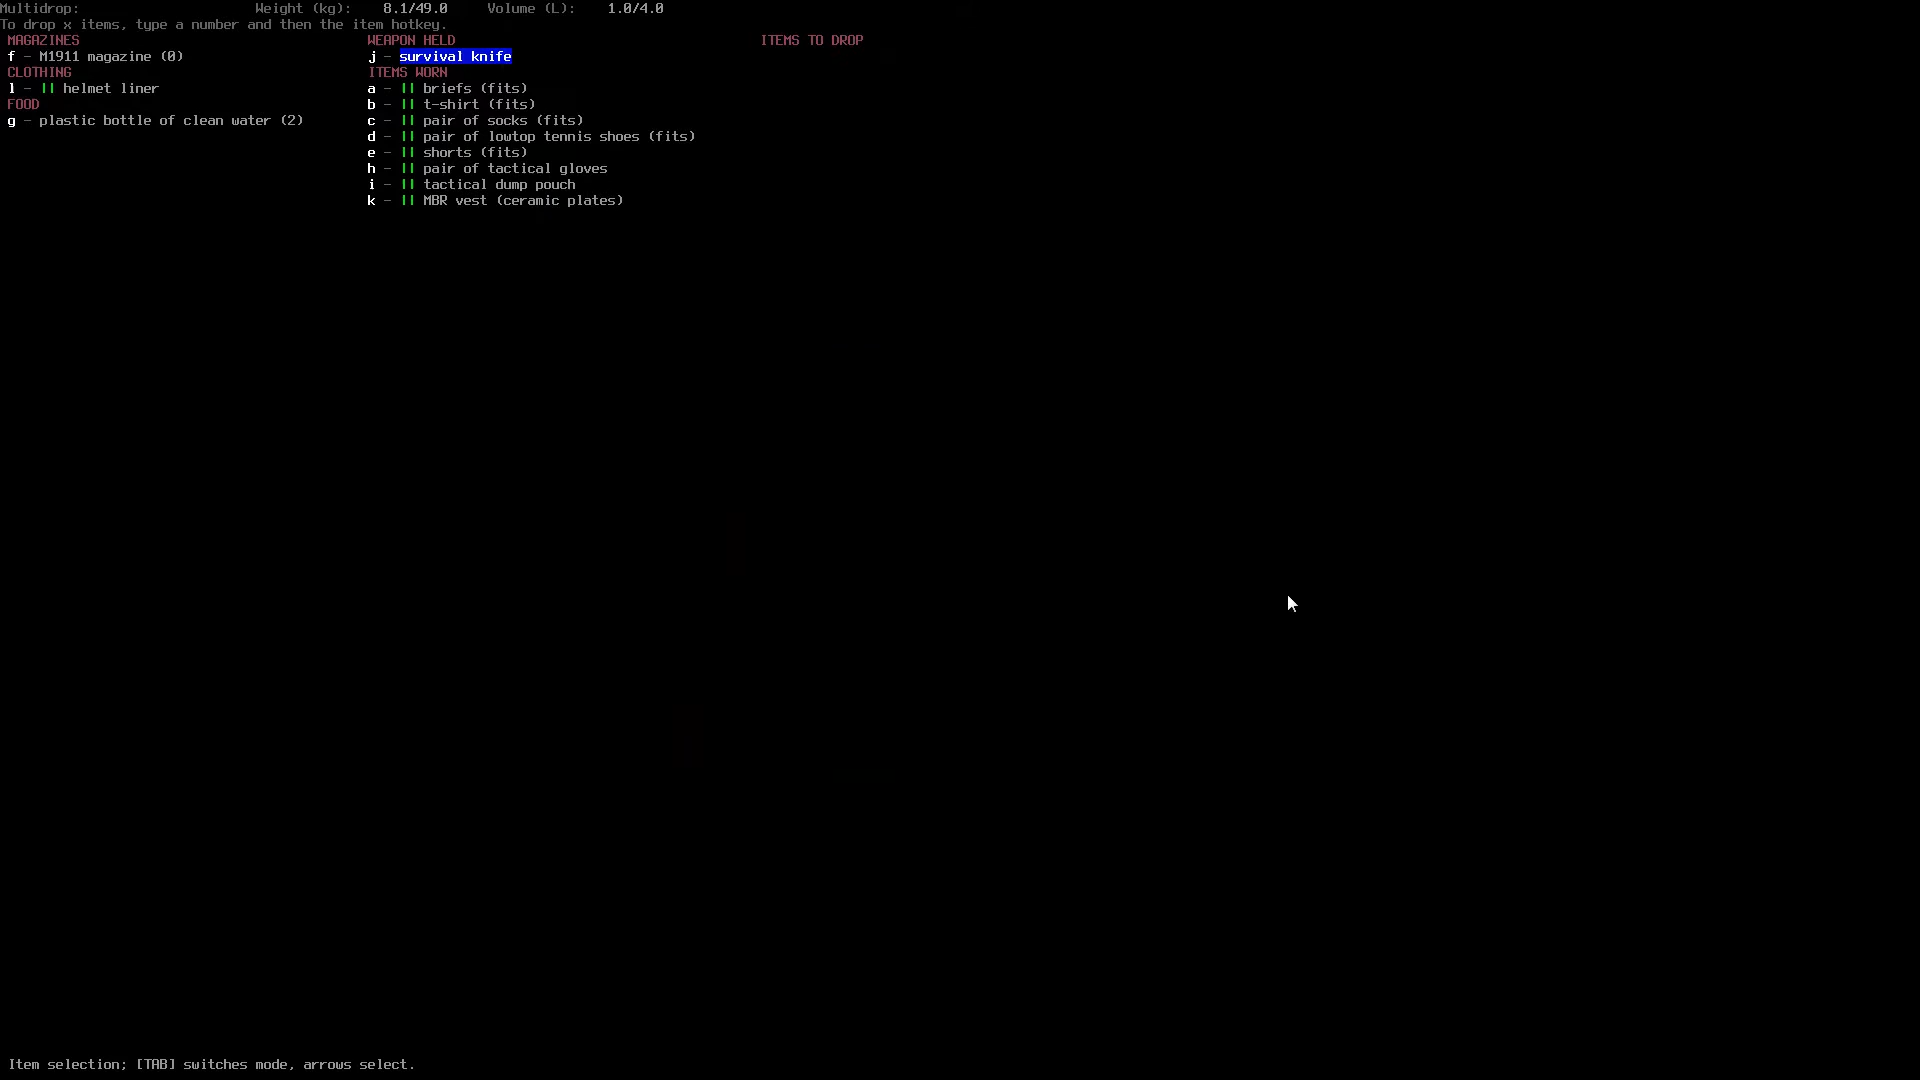 Multidrop: Weight (kg): 8.1/49.0 Volume (L): 1.0/4.0
To drop x items, type a number and then the item hotkey.
MAGAZINES
f - M1911 magazine (0)
CLOTHING
l - || helmet liner
FOOD
g - plastic bottle of clean water (2)
WEAPON HELD
j - survival knife
ITEMS WORN
a - || briefs (fits)
b - || t-shirt (fits)
c - || pair of socks (fits)
d - || pair of lowtop tennis shoes (fits)
e - || shorts (fits)
h - || pair of tactical gloves
i - || tactical dump pouch
k - || MBR vest (ceramic plates)
ITEMS TO DROP
Item selection; [TAB] switches mode, arrows select.